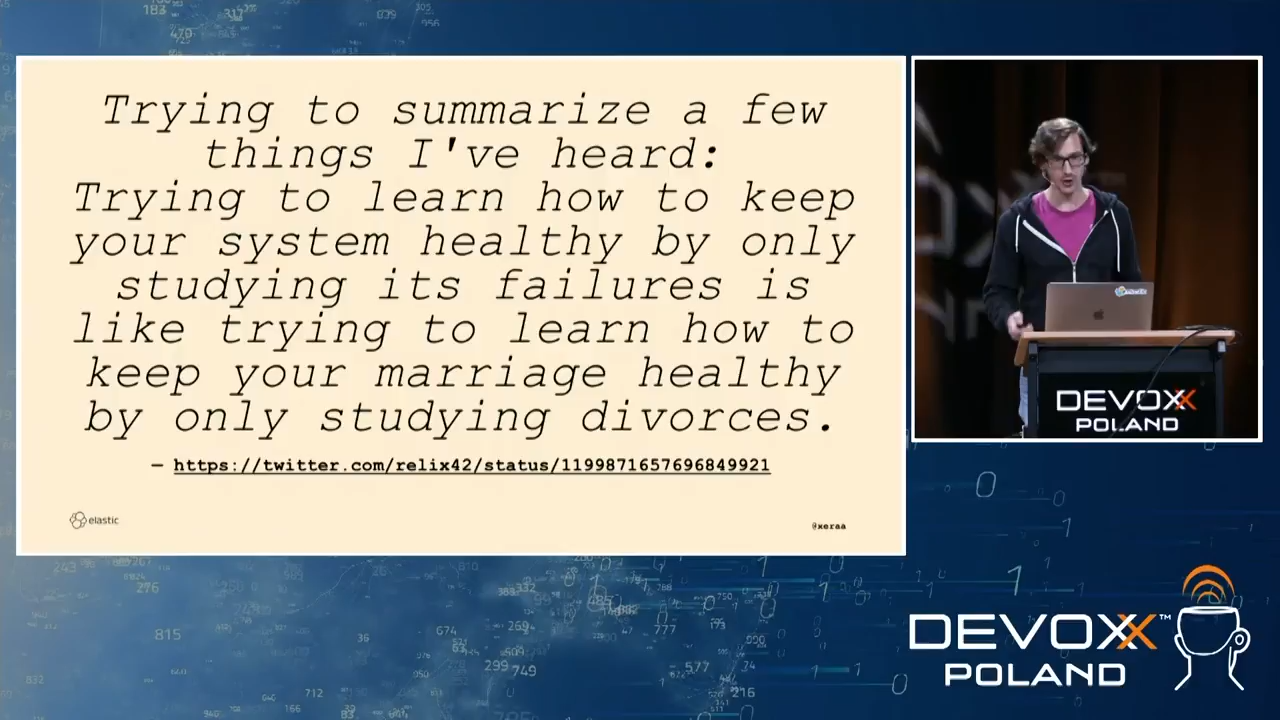 Trying to summarize a few
things I've heard:
Trying to learn how to keep
your system healthy by only
studying its failures is
like trying to learn how to
keep your marriage healthy
by only studying divorces.
– https://twitter.com/relix42/status/1199871657696849921
elastic
@xeraa
DEVOXX
POLAND
DEVOXX™
POLAND